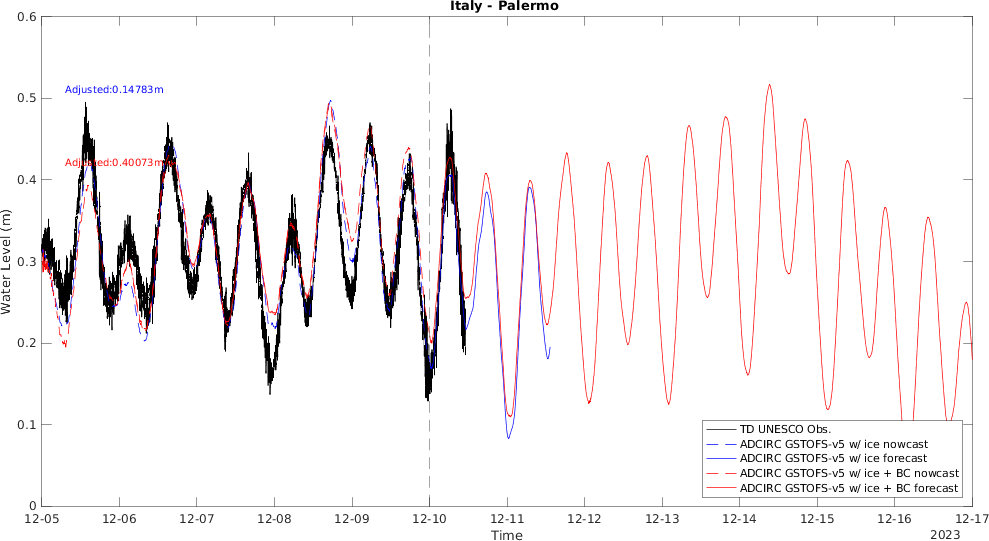 Italy - Palermo
Water Level (m)
0.6
0.5
0.4
0.3
0.2
0.1
0
Adjusted:0.14783m
Adjusted:0.40073m
TD UNESCO Obs.
ADCIRC GSTOFS-v5 w/ ice nowcast
ADCIRC GSTOFS-v5 w/ ice forecast
ADCIRC GSTOFS-v5 w/ ice + BC nowcast
ADCIRC GSTOFS-v5 w/ ice + BC forecast
12-05 12-06 12-07 12-08 12-09 12-10 12-11 12-12 12-13 12-14 12-15 12-16 12-17
Time
2023